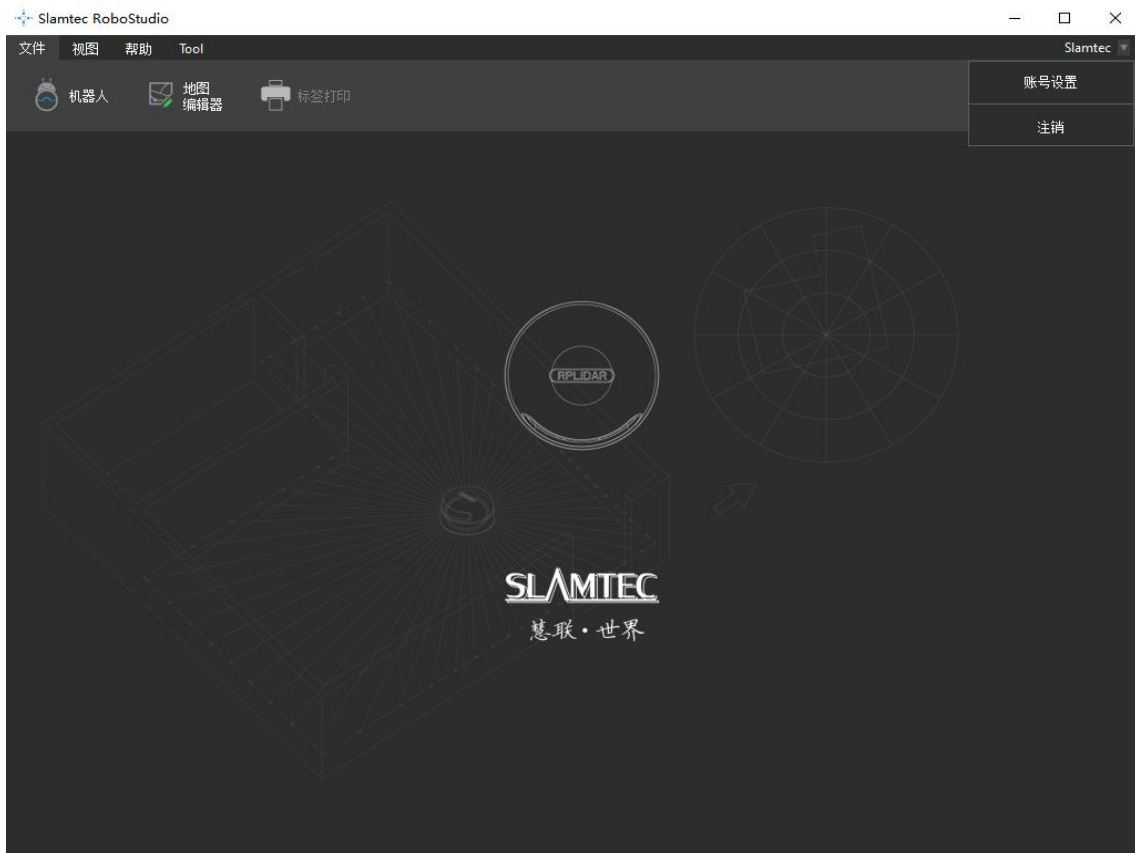 Slamtec RoboStudio
文件 视图 帮助 Tool Slamtec
机器人
地图
编辑器
标签打印
账号设置
注销
RPLIDAR
SLAMTEC
慧联·世界